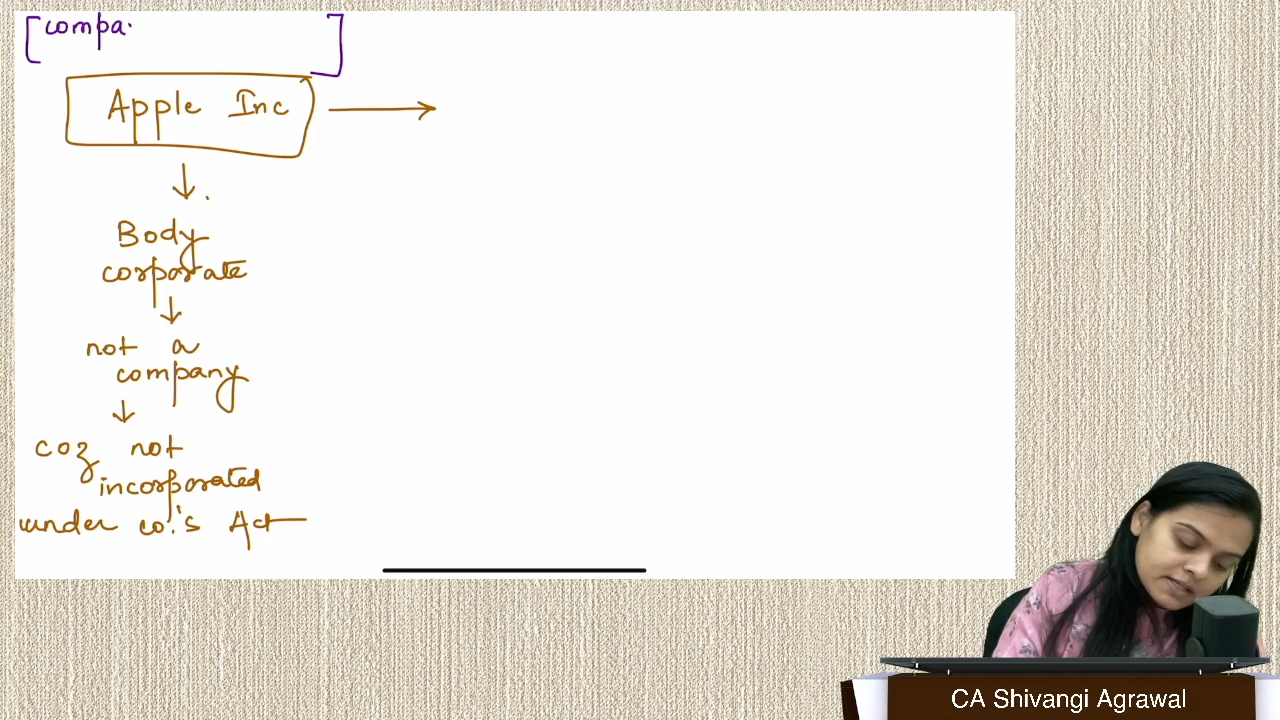 [compa.]
Apple Inc
Body
corporate
not a
company
coz not
incorporated
under co.'s Act
CA Shivangi Agrawal